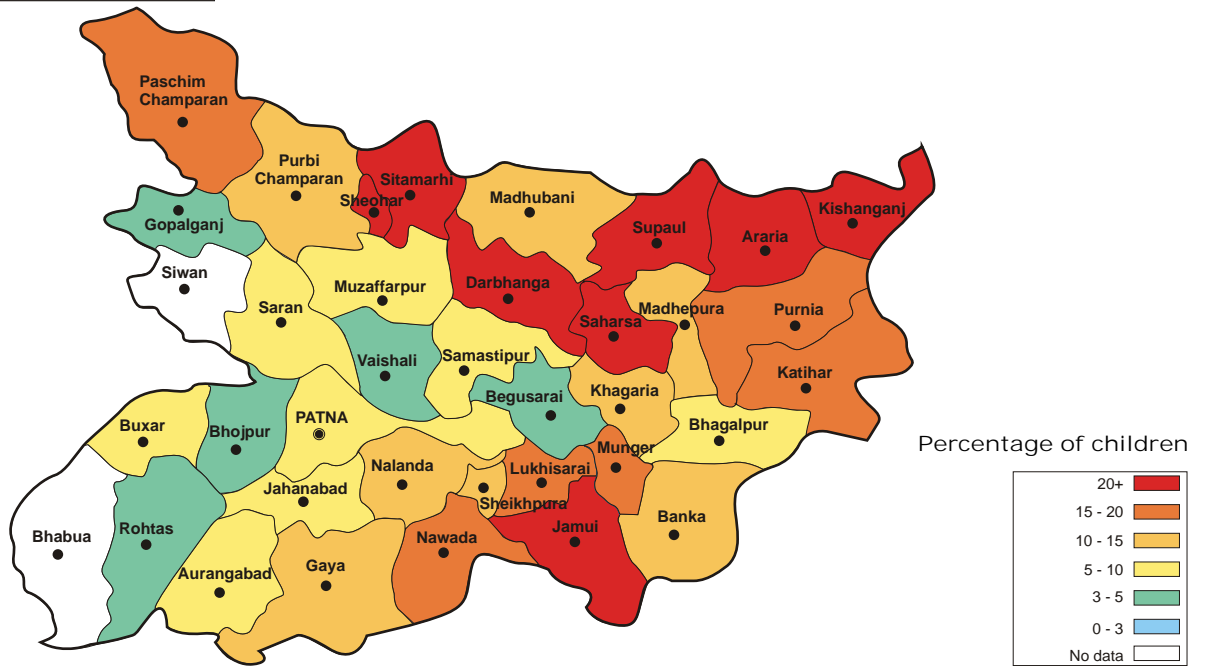 Paschim
Champaran
Purbi
Champaran
Sitamarhi
Sheohar
Madhubani
Gopalganj
Kishanganj
Supaul
Araria
Siwan
Muzaffarpur
Darbhanga
Saran
Saharsa
Madhepura
Purnia
Vaishali
Samastipur
Katihar
Khagaria
Begusarai
PATNA
Buxar
Bhojpur
Bhagalpur
Munger
Nalanda
Lukhisarai
Jahanabad
Sheikhpura
Banka
Jamui
Rohtas
Bhabua
Nawada
Gaya
Aurangabad
Percentage of children
20+
15 - 20
10 - 15
5 - 10
3 - 5
0 - 3
No data